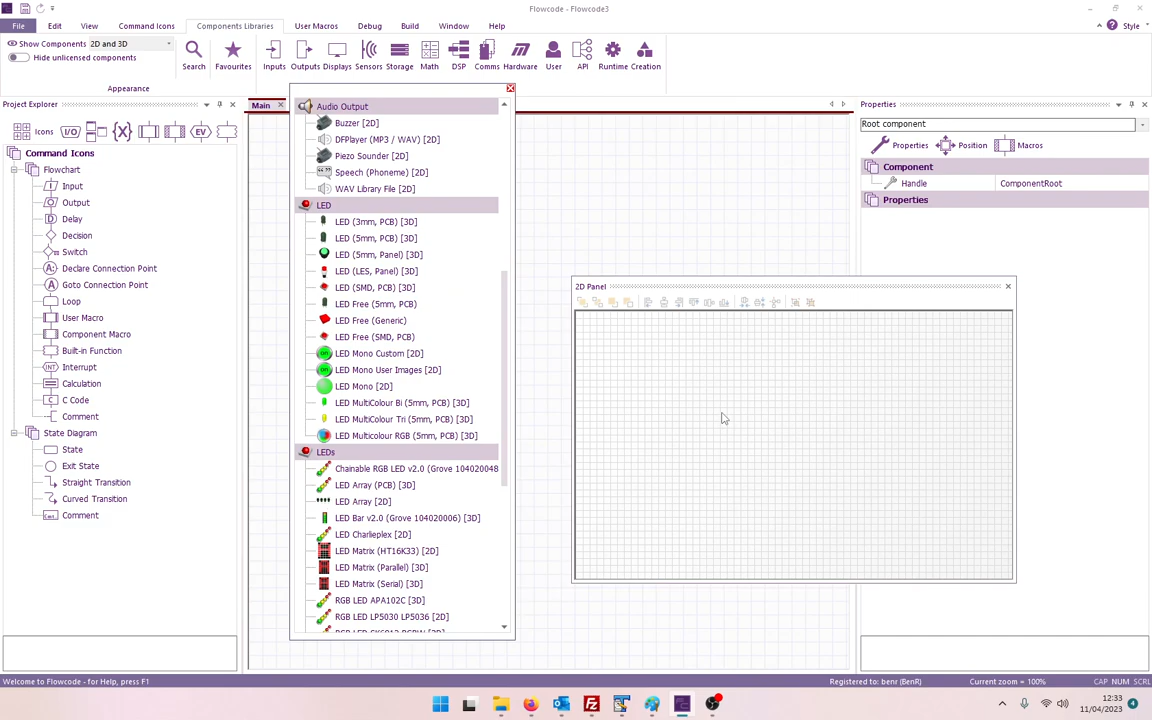 Flowcode - Flowcode3
File Edit View Command Icons Components Libraries User Macros Debug Build Window Help Style
Show Components 2D and 3D
Hide unlicensed components
Search Favourites Inputs Outputs Displays Sensors Storage Math DSP Comms Hardware User API Runtime Creation
Appearance
Project Explorer
Main
Properties
Icons I/O {X} EV
Command Icons
Flowchart
Input
Output
Delay
Decision
Switch
A: Declare Connection Point
A Goto Connection Point
Loop
User Macro
Component Macro
Built-in Function
INT Interrupt
Calculation
C C Code
Comment
State Diagram
State
Exit State
Straight Transition
Curved Transition
Comment
Audio Output
Buzzer [2D]
DFPlayer (MP3 / WAV) [2D]
Piezo Sounder [2D]
Speech (Phoneme) [2D]
WAV Library File [2D]
LED
LED (3mm, PCB) [3D]
LED (5mm, PCB) [3D]
LED (5mm, Panel) [3D]
LED (LES, Panel) [3D]
LED (SMD, PCB) [3D]
LED Free (5mm, PCB)
LED Free (Generic)
LED Free (SMD, PCB)
LED Mono Custom [2D]
LED Mono User Images [2D]
LED Mono [2D]
LED MultiColour Bi (5mm, PCB) [3D]
LED MultiColour Tri (5mm, PCB) [3D]
LED Multicolour RGB (5mm, PCB) [3D]
LEDs
Chainable RGB LED v2.0 (Grove 104020048
LED Array (PCB) [3D]
LED Array [2D]
LED Bar v2.0 (Grove 104020006) [3D]
LED Charlieplex [2D]
LED Matrix (HT16K33) [2D]
LED Matrix (Parallel) [3D]
LED Matrix (Serial) [3D]
RGB LED APA102C [3D]
RGB LED LP5030 LP5036 [2D]
2D Panel
Root component
Properties Position Macros
Component
Handle ComponentRoot
Properties
Welcome to Flowcode - for Help, press F1
Registered to: benr (BenR) Current zoom = 100% CAP NUM SCRL
12:33
11/04/2023
4